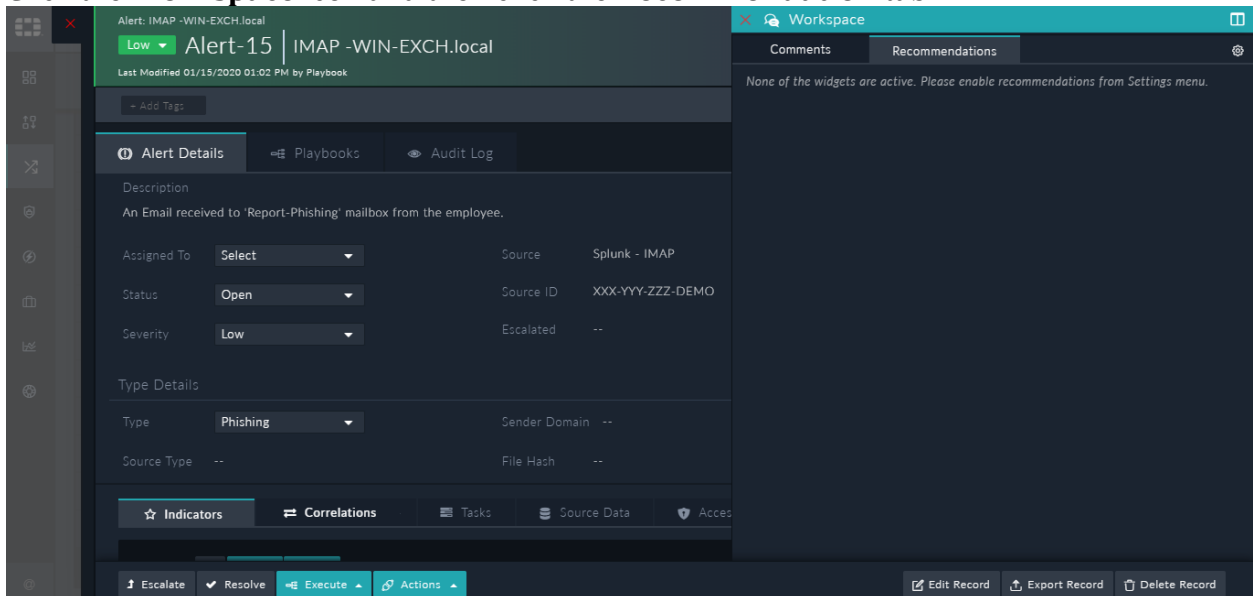 Alert: IMAP -WIN-EXCH.local
Low Alert-15 IMAP -WIN-EXCH.local
Last Modified 01/15/2020 01:02 PM by Playbook
+ Add Tags
Alert Details Playbooks Audit Log
Description
An Email received to 'Report-Phishing' mailbox from the employee.
Assigned To Select Source Splunk - IMAP
Status Open Source ID XXX-YYY-ZZZ-DEMO
Severity Low Escalated --
Type Details
Type Phishing Sender Domain --
Source Type -- File Hash --
Indicators Correlations Tasks Source Data Acces
Escalate Resolve Execute Actions Edit Record Export Record Delete Record
Workspace
Comments Recommendations
None of the widgets are active. Please enable recommendations from Settings menu.